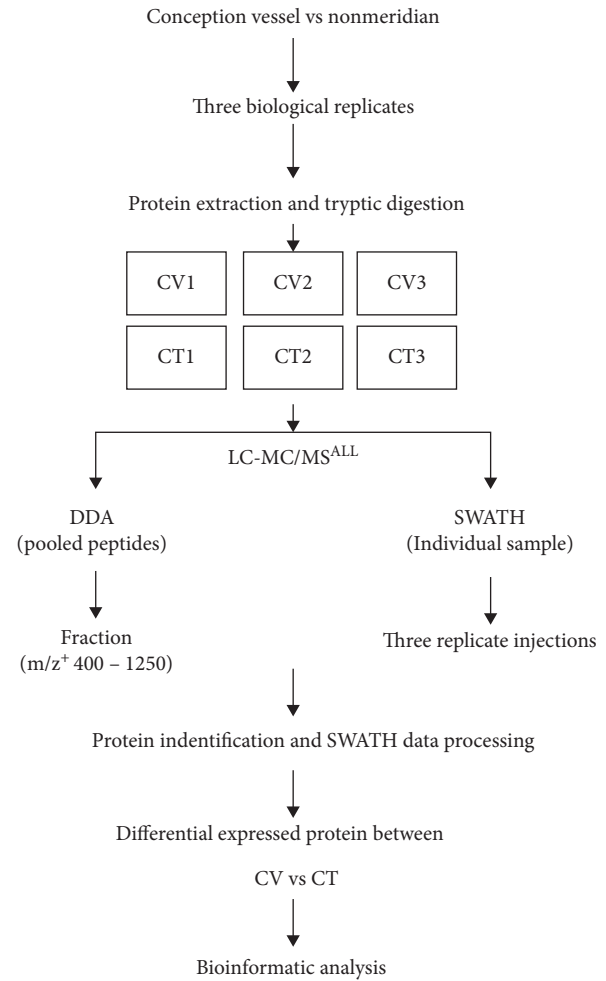 Conception vessel vs nonmeridian
Three biological replicates
Protein extraction and tryptic digestion
CV1 CV2 CV3
CT1 CT2 CT3
LC-MC/MS^ALL
DDA
(pooled peptides)
SWATH
(Individual sample)
Fraction
(m/z⁺ 400 – 1250)
Three replicate injections
Protein indentification and SWATH data processing
Differential expressed protein between
CV vs CT
Bioinformatic analysis